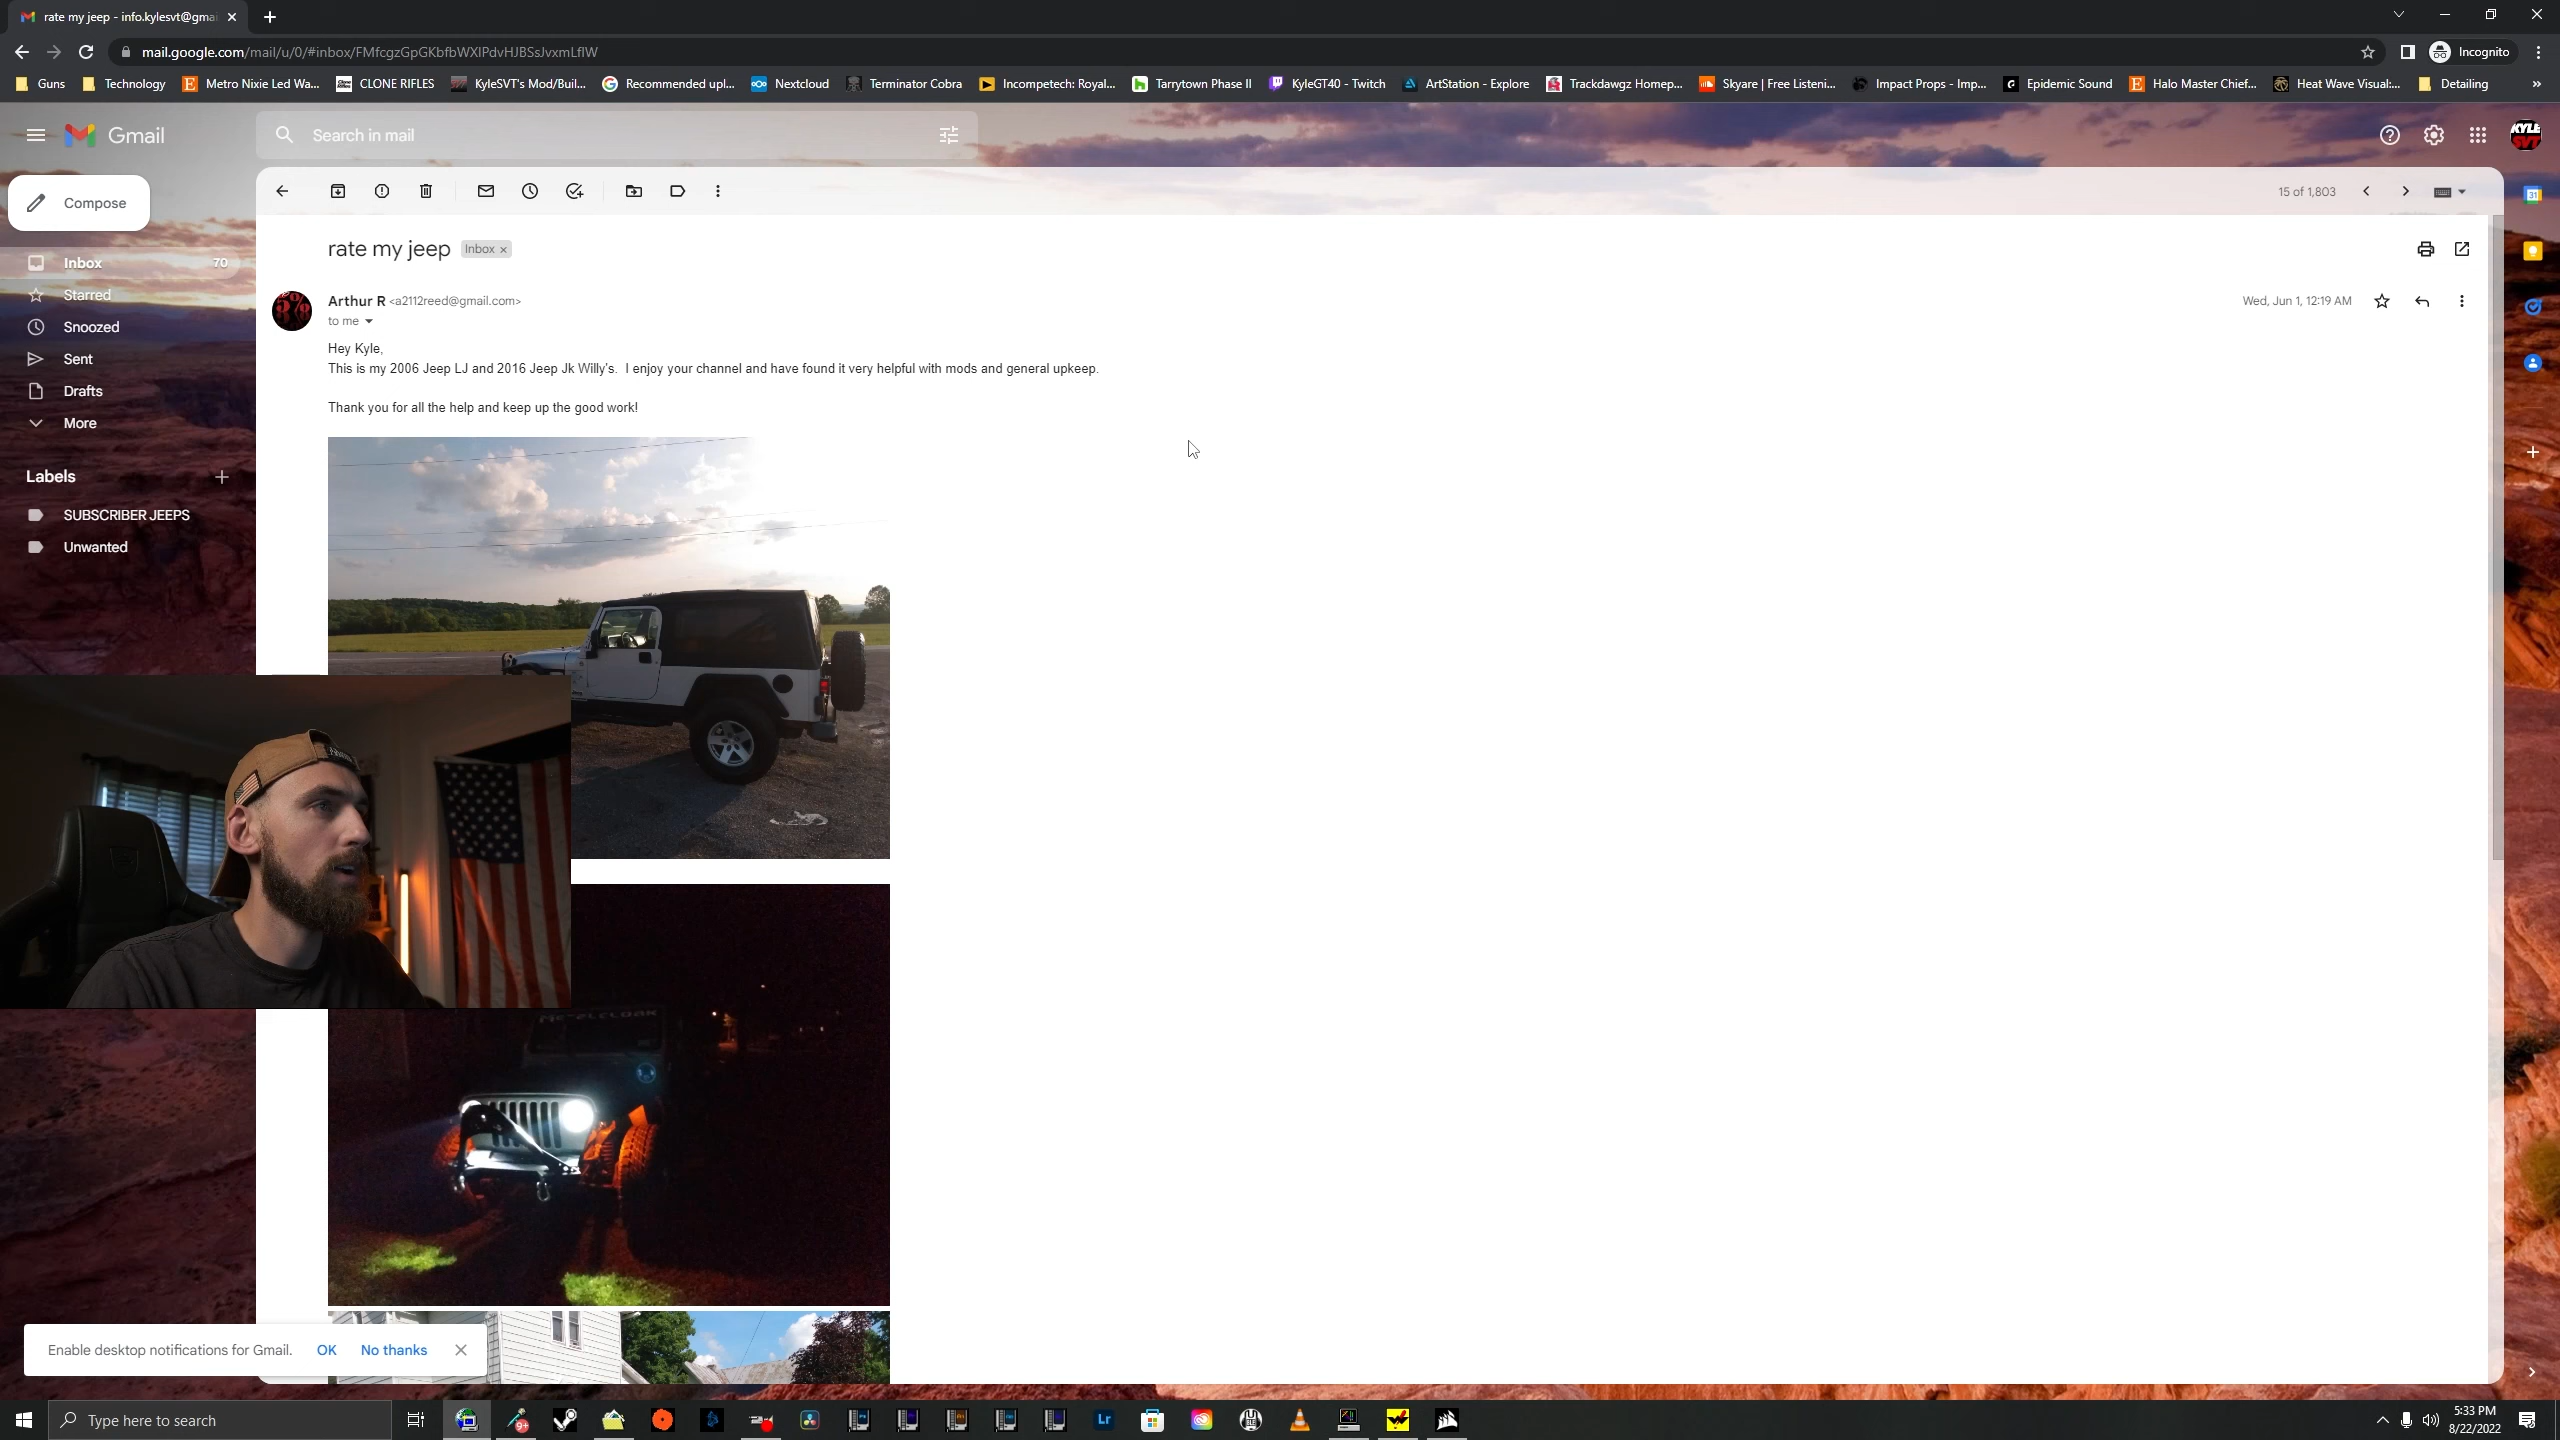 rate my jeep - info.kylesvt@gmai
mail.google.com/mail/u/0/#inbox/FMfcgzGpGKbfbWXlPdvHJBSsJvxmLflW
Incognito
Guns
Technology
Metro Nixie Led Wa...
CLONE RIFLES
KyleSVT's Mod/Buil...
Recommended upl...
Nextcloud
Terminator Cobra
Incompetech: Royal...
Tarrytown Phase II
KyleGT40 - Twitch
ArtStation - Explore
Trackdawgz Homep...
Skyare | Free Listeni...
Impact Props - Imp...
Epidemic Sound
Halo Master Chief...
Heat Wave Visual:...
Detailing
Gmail
Search in mail
KYLE
SVT
Compose
15 of 1,803
rate my jeep
Inbox
Inbox
70
Starred
Snoozed
Sent
Drafts
More
Labels
SUBSCRIBER JEEPS
Unwanted
5%
Arthur R <a2112reed@gmail.com>
Wed, Jun 1, 12:19 AM
to me
Hey Kyle,
This is my 2006 Jeep LJ and 2016 Jeep Jk Willy's. I enjoy your channel and have found it very helpful with mods and general upkeep.
Thank you for all the help and keep up the good work!
Enable desktop notifications for Gmail.
OK
No thanks
Type here to search
9+
Lr
5:33 PM
8/22/2022